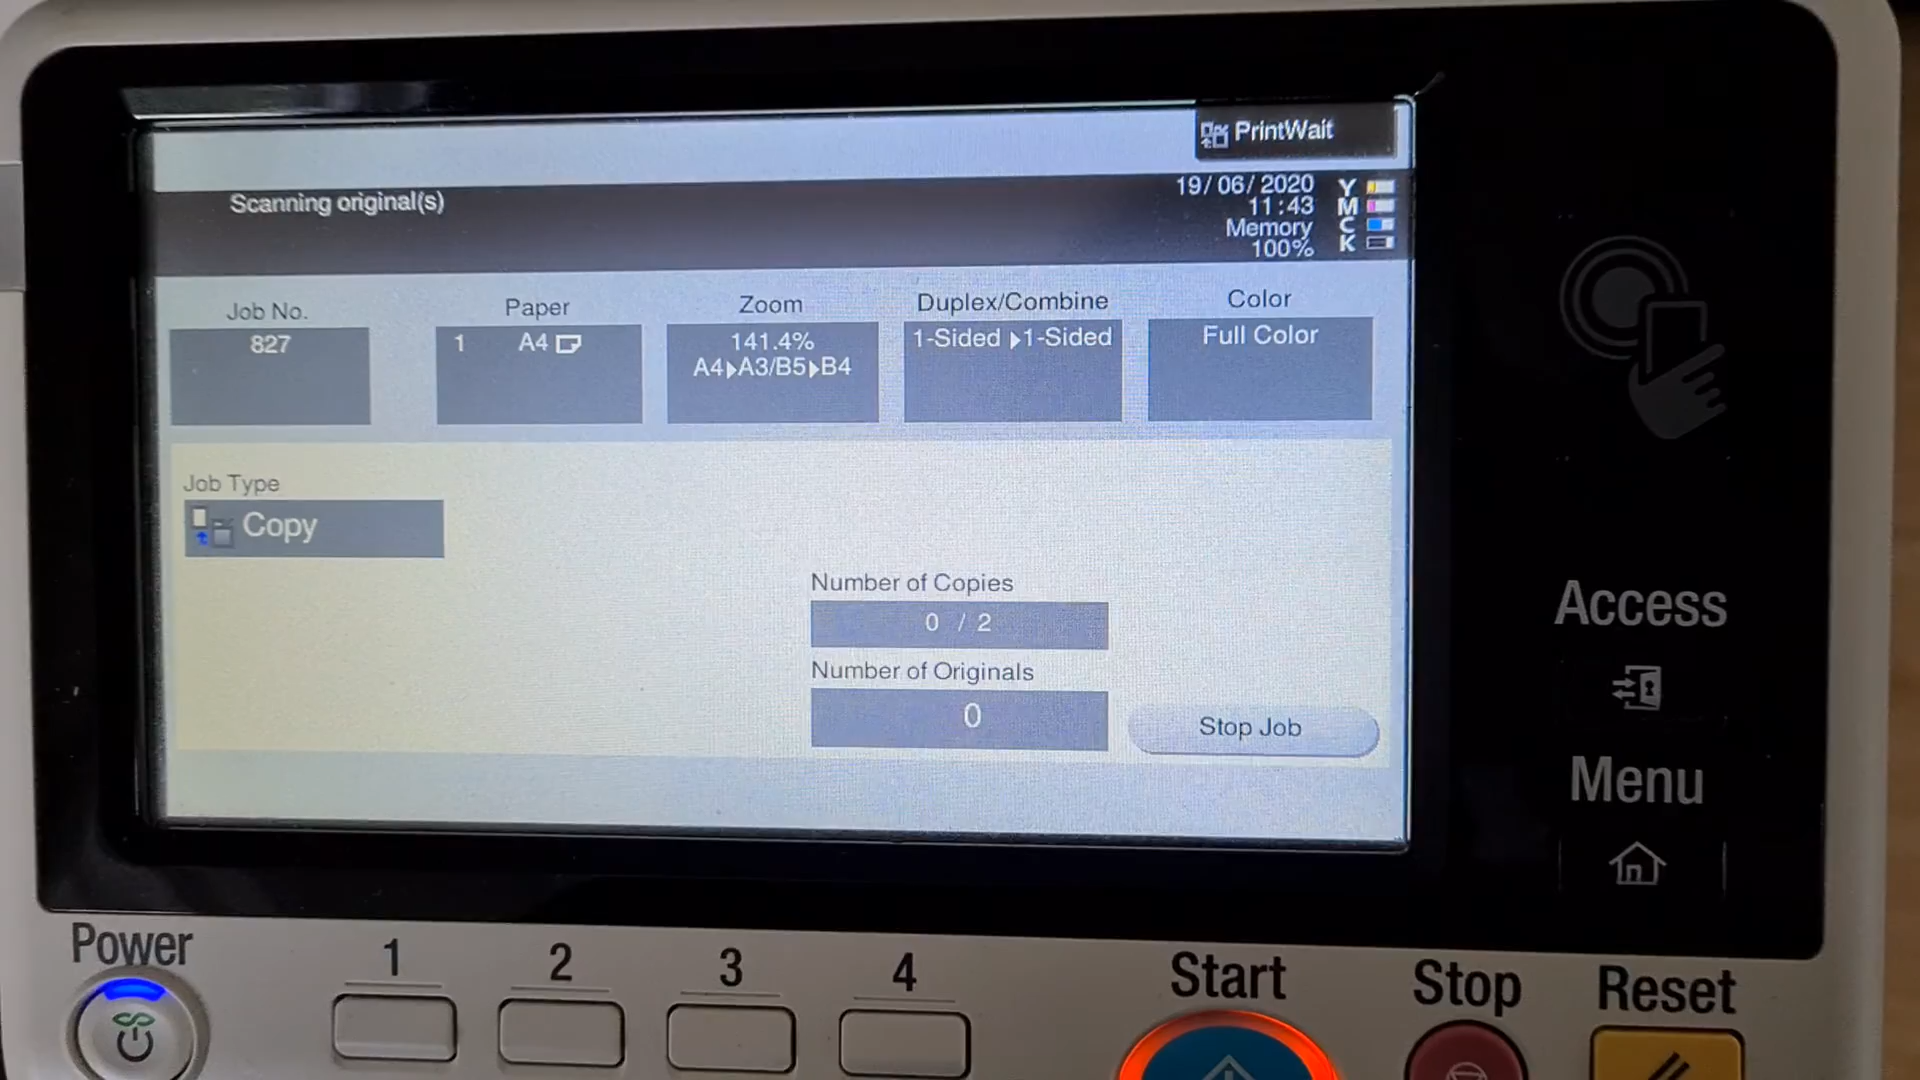 PrintWait
Scanning original(s)
19/06/2020
11:43
Memory
100%
Y
M
C
K
Job No.
827
Paper
1 A4
Zoom
141.4%
A4▶A3/B5▶B4
Duplex/Combine
1-Sided ▶1-Sided
Color
Full Color
Job Type
Copy
Number of Copies
0 / 2
Number of Originals
0
Stop Job
Access
Menu
Power
1
2
3
4
Start
Stop
Reset